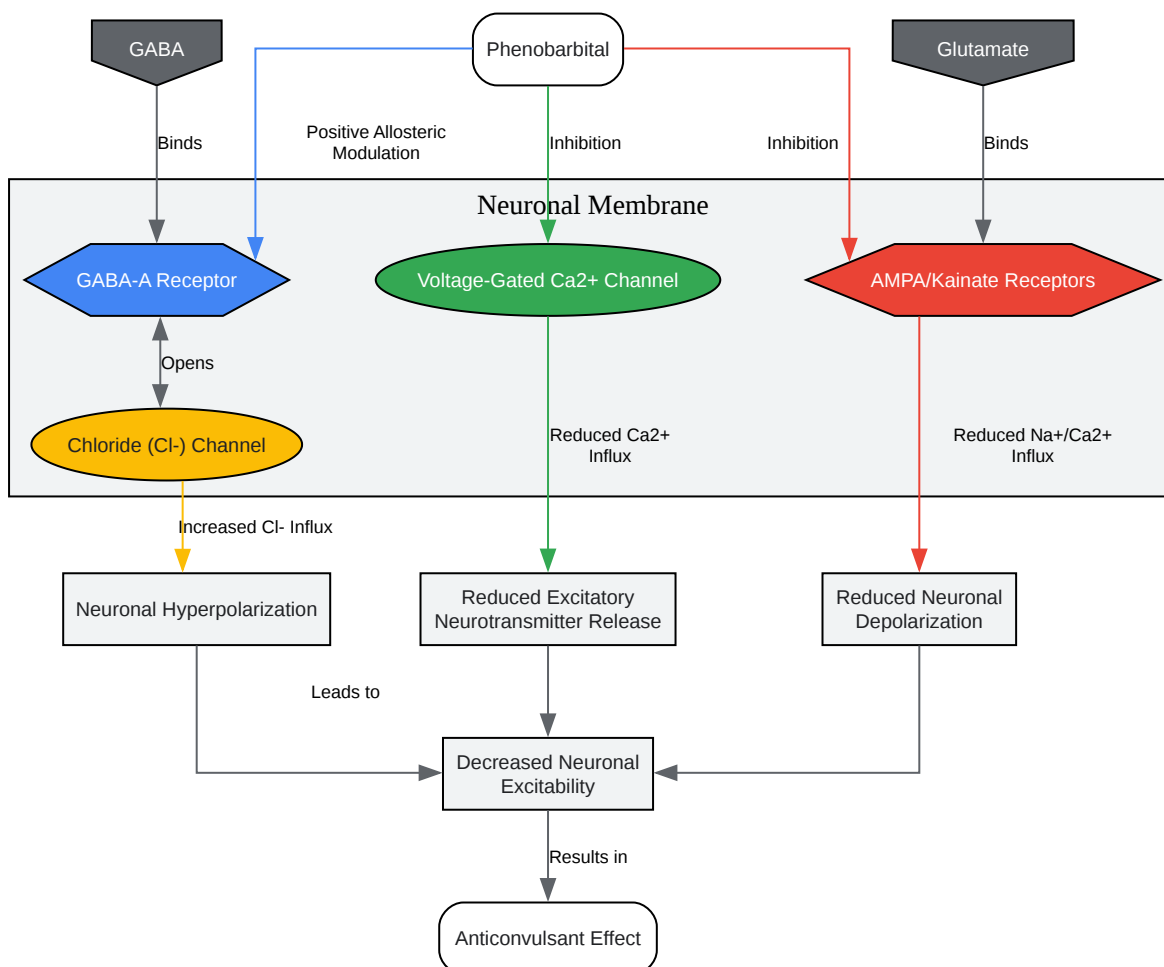 GABA
Phenobarbital
Glutamate
Binds
Positive Allosteric
Modulation
Inhibition
Inhibition
Binds
Neuronal Membrane
GABA-A Receptor
Voltage-Gated Ca2+ Channel
AMPA/Kainate Receptors
Opens
Chloride (Cl-) Channel
Reduced Ca2+
Influx
Reduced Na+/Ca2+
Influx
Increased Cl- Influx
Neuronal Hyperpolarization
Reduced Excitatory
Neurotransmitter Release
Reduced Neuronal
Depolarization
Leads to
Decreased Neuronal
Excitability
Results in
Anticonvulsant Effect